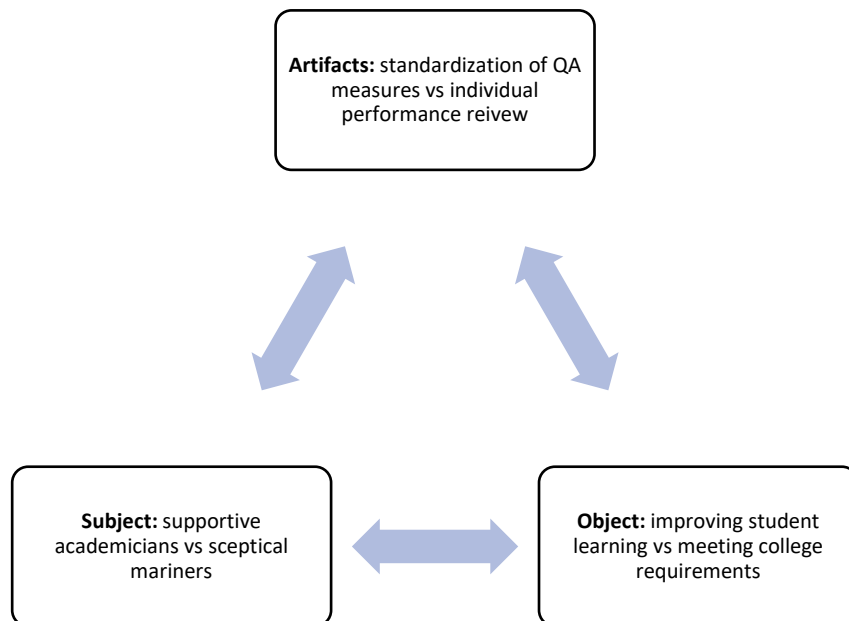 Artifacts: standardization of QA
measures vs individual
performance reivew
Subject: supportive
academicians vs sceptical
mariners
Object: improving student
learning vs meeting college
requirements